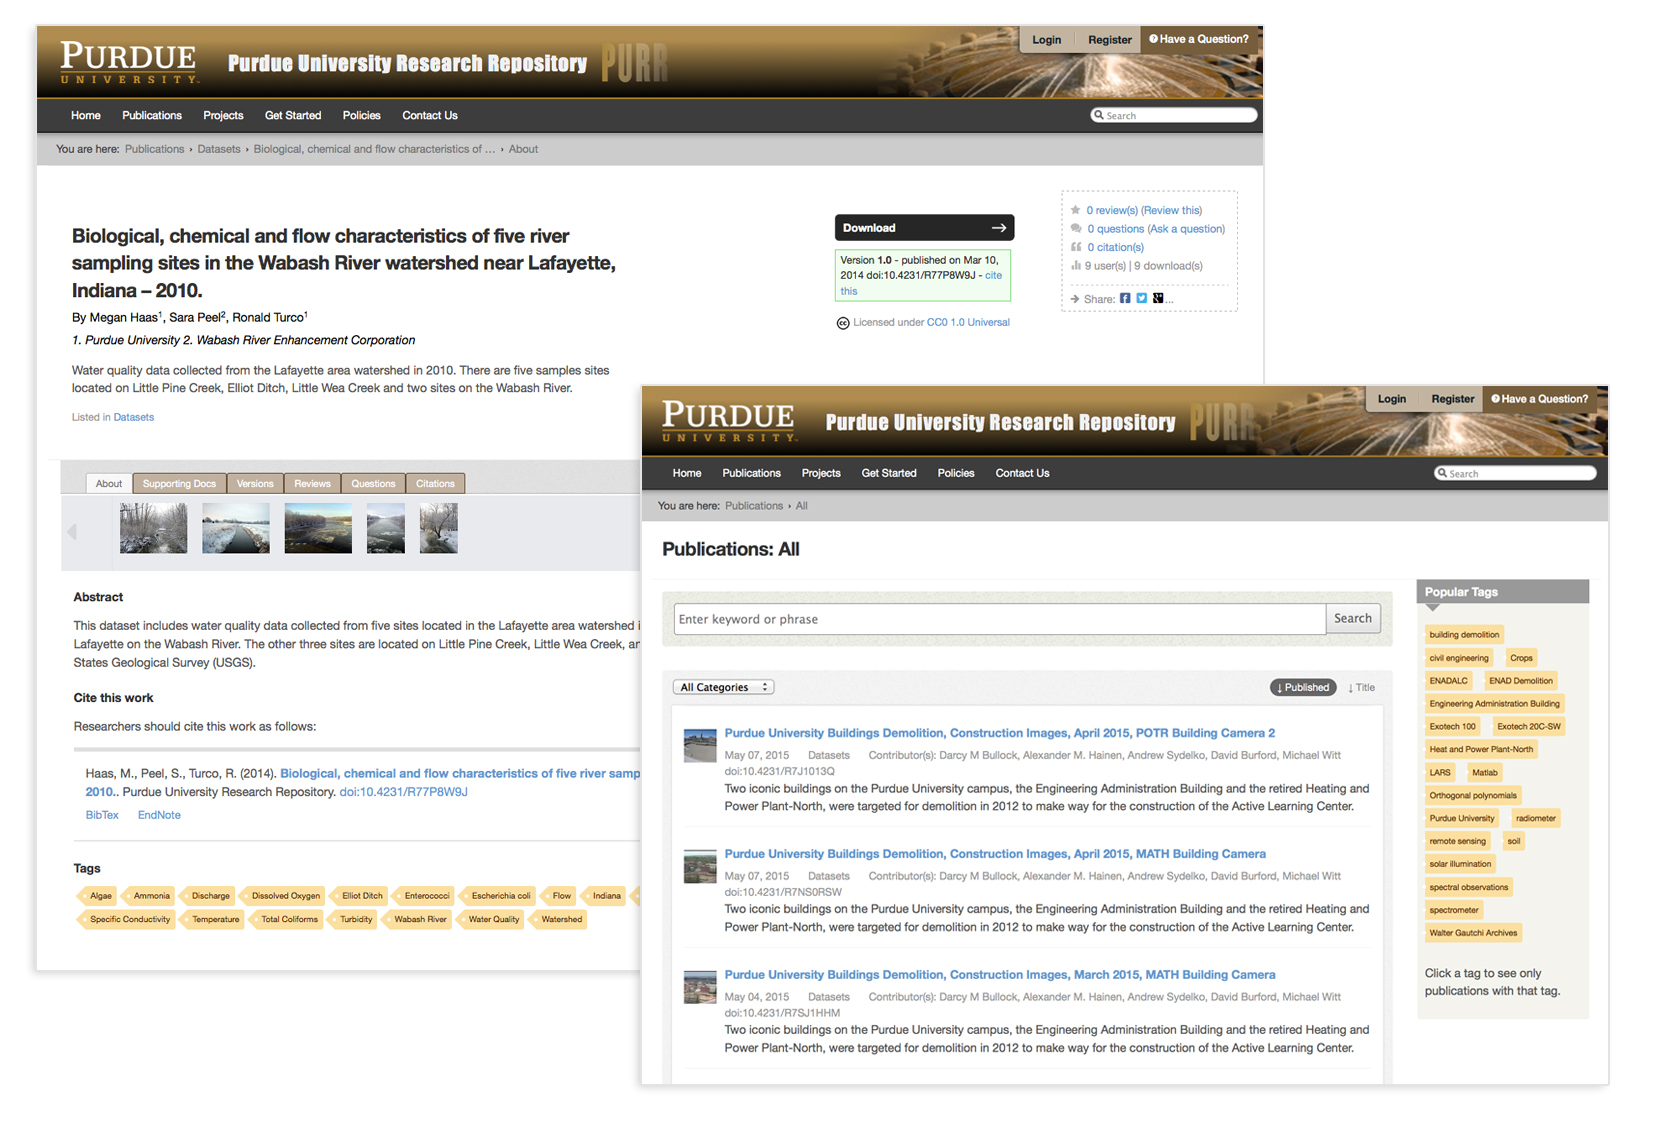 PURDUE
UNIVERSITY
Purdue University Research Repository PURR
Login Register Have a Question?
Home Publications Projects Get Started Policies Contact Us Search
You are here: Publications › Datasets › Biological, chemical and flow characteristics of ... › About
Biological, chemical and flow characteristics of five river
sampling sites in the Wabash River watershed near Lafayette,
Indiana – 2010.
By Megan Haas1, Sara Peel2, Ronald Turco1
1. Purdue University 2. Wabash River Enhancement Corporation
Water quality data collected from the Lafayette area watershed in 2010. There are five samples sites
located on Little Pine Creek, Elliot Ditch, Little Wea Creek and two sites on the Wabash River.
Listed in Datasets
Download →
Version 1.0 - published on Mar 10,
2014 doi:10.4231/R77P8W9J - cite
this
cc Licensed under CC0 1.0 Universal
0 review(s) (Review this)
0 questions (Ask a question)
0 citation(s)
9 user(s) | 9 download(s)
Share: ...
About Supporting Docs Versions Reviews Questions Citations
Abstract
This dataset includes water quality data collected from five sites located in the Lafayette area watershed
Lafayette on the Wabash River. The other three sites are located on Little Pine Creek, Little Wea Creek,
States Geological Survey (USGS).
Cite this work
Researchers should cite this work as follows:
Haas, M., Peel, S., Turco, R. (2014). Biological, chemical and flow characteristics of five river samp
2010.. Purdue University Research Repository. doi:10.4231/R77P8W9J
BibTex EndNote
Tags
Algae Ammonia Discharge Dissolved Oxygen Elliot Ditch Enterococci Escherichia coli Flow Indiana
Specific Conductivity Temperature Total Coliforms Turbidity Wabash River Water Quality Watershed
PURDUE
UNIVERSITY
Purdue University Research Repository PURR
Login Register Have a Question?
Home Publications Projects Get Started Policies Contact Us Search
You are here: Publications › All
Publications: All
Enter keyword or phrase Search
All Categories ↓ Published ↓ Title
Purdue University Buildings Demolition, Construction Images, April 2015, POTR Building Camera 2
May 07, 2015 Datasets Contributor(s): Darcy M Bullock, Alexander M. Hainen, Andrew Sydelko, David Burford, Michael Witt
doi:10.4231/R7J1013Q
Two iconic buildings on the Purdue University campus, the Engineering Administration Building and the retired Heating and
Power Plant-North, were targeted for demolition in 2012 to make way for the construction of the Active Learning Center.
Purdue University Buildings Demolition, Construction Images, April 2015, MATH Building Camera
May 07, 2015 Datasets Contributor(s): Darcy M Bullock, Alexander M. Hainen, Andrew Sydelko, David Burford, Michael Witt
doi:10.4231/R7NS0RSW
Two iconic buildings on the Purdue University campus, the Engineering Administration Building and the retired Heating and
Power Plant-North, were targeted for demolition in 2012 to make way for the construction of the Active Learning Center.
Purdue University Buildings Demolition, Construction Images, March 2015, MATH Building Camera
May 04, 2015 Datasets Contributor(s): Darcy M Bullock, Alexander M. Hainen, Andrew Sydelko, David Burford, Michael Witt
doi:10.4231/R7SJ1HHM
Two iconic buildings on the Purdue University campus, the Engineering Administration Building and the retired Heating and
Power Plant-North, were targeted for demolition in 2012 to make way for the construction of the Active Learning Center.
Popular Tags
building demolition
civil engineering Crops
ENADALC ENAD Demolition
Engineering Administration Building
Exotech 100 Exotech 20C-SW
Heat and Power Plant-North
LARS Matlab
Orthogonal polynomials
Purdue University radiometer
remote sensing soil
solar illumination
spectral observations
spectrometer
Walter Gautchi Archives
Click a tag to see only
publications with that tag.